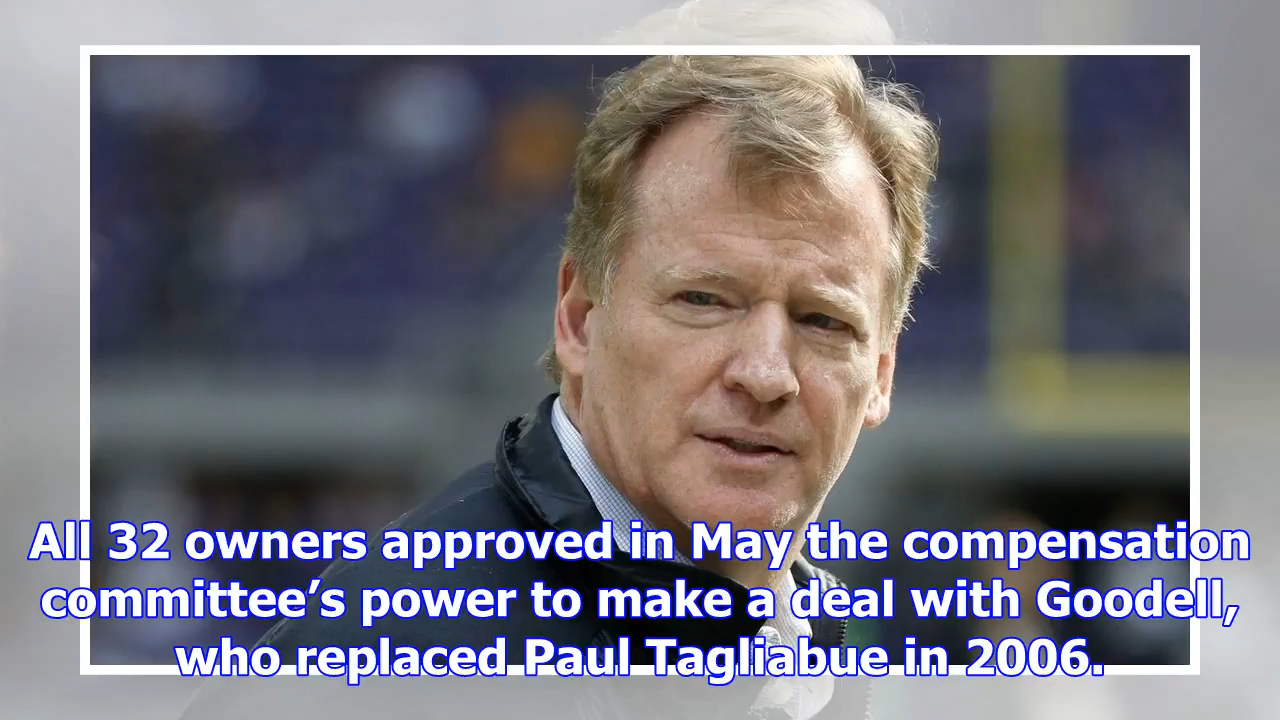 All 32 owners approved in May the compensation
committee’s power to make a deal with Goodell,
who replaced Paul Tagliabue in 2006.